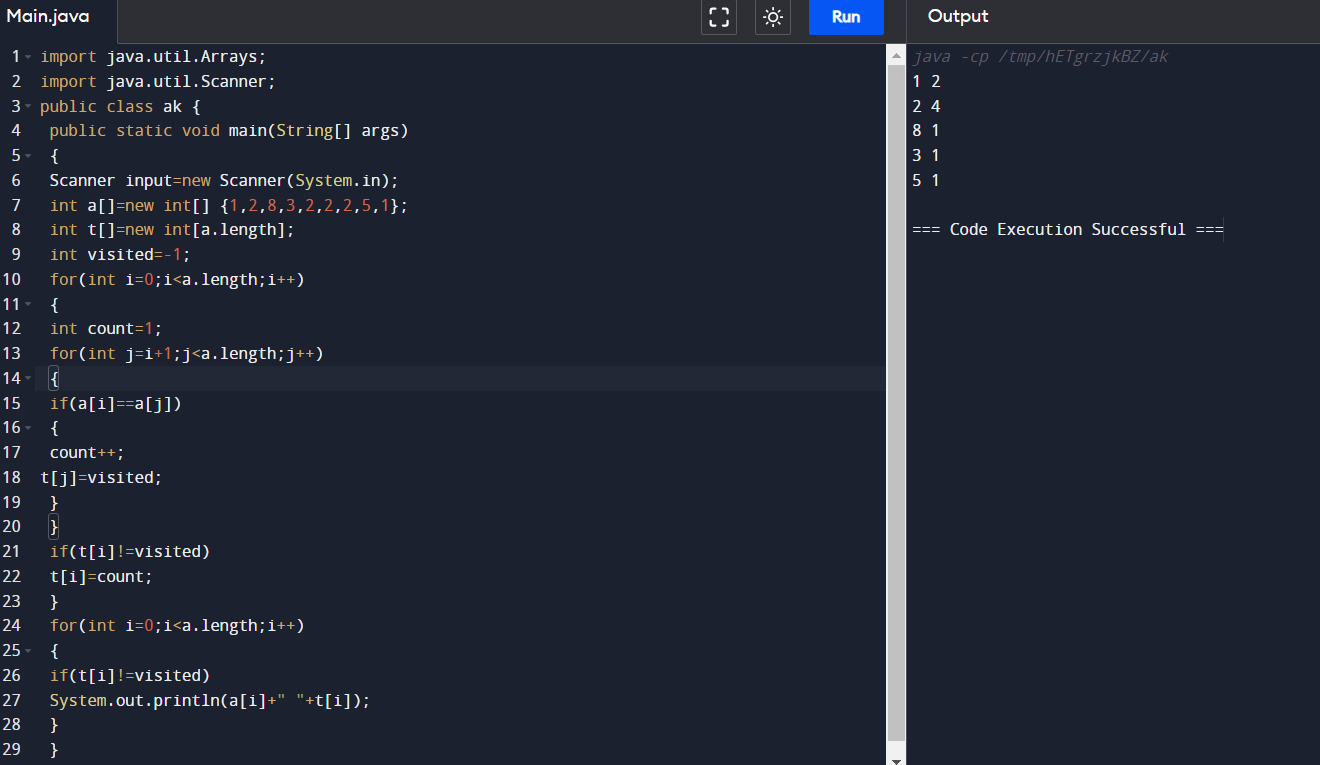 Main.java
Run
Output
1 import java.util.Arrays;
2 import java.util.Scanner;
3 public class ak {
4 public static void main(String[] args)
5 {
6 Scanner input=new Scanner(System.in);
7 int a[]=new int[] {1,2,8,3,2,2,2,5,1};
8 int t[]=new int[a.length];
9 int visited=-1;
10 for(int i=0;i<a.length;i++)
11 {
12 int count=1;
13 for(int j=i+1;j<a.length;j++)
14 {
15 if(a[i]==a[j])
16 {
17 count++;
18 t[j]=visited;
19 }
20 }
21 if(t[i]!=visited)
22 t[i]=count;
23 }
24 for(int i=0;i<a.length;i++)
25 {
26 if(t[i]!=visited)
27 System.out.println(a[i]+" "+t[i]);
28 }
29 }
java -cp /tmp/hETgrzjkBZ/ak
1 2
2 4
8 1
3 1
5 1
=== Code Execution Successful ===